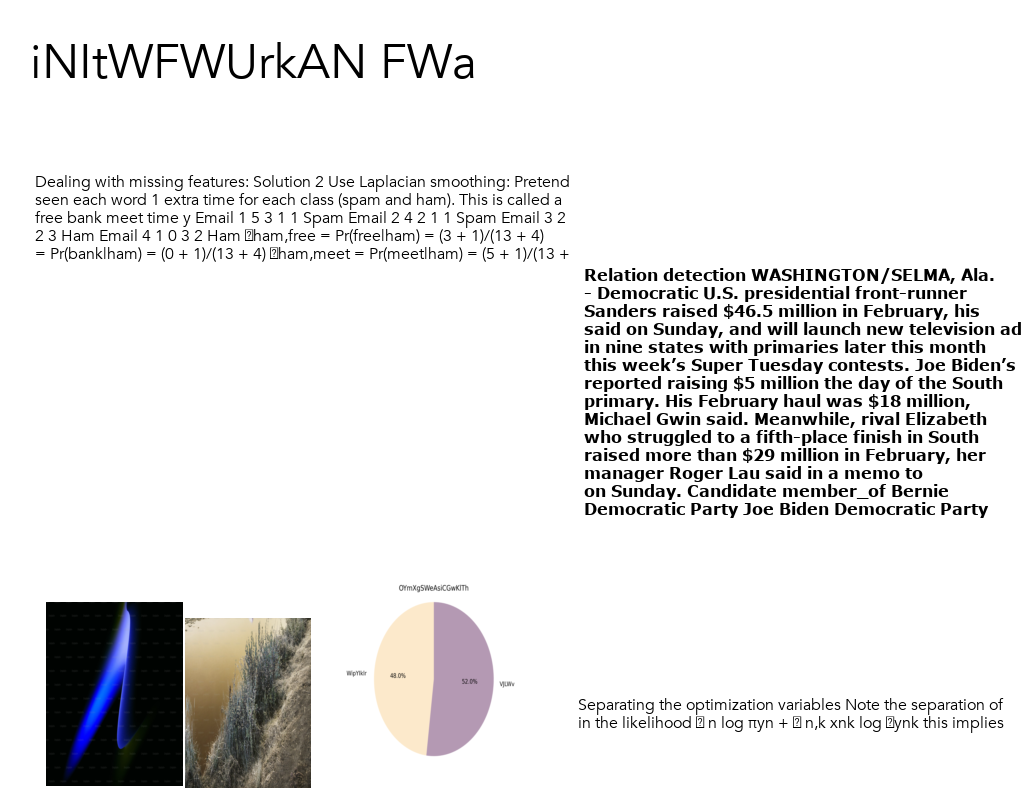 iNItWFWUrkAN FWa
Dealing with missing features: Solution 2 Use Laplacian smoothing: Pretend
seen each word 1 extra time for each class (spam and ham). This is called a
free bank meet time y Email 1 5 3 1 1 Spam Email 2 4 2 1 1 Spam Email 3 2
2 3 Ham Email 4 1 0 3 2 Ham �ham,free = Pr(free|ham) = (3 + 1)/(13 + 4)
= Pr(bank|ham) = (0 + 1)/(13 + 4) �ham,meet = Pr(meet|ham) = (5 + 1)/(13 +
Relation detection WASHINGTON/SELMA, Ala.
– Democratic U.S. presidential front-runner
Sanders raised $46.5 million in February, his
said on Sunday, and will launch new television ad
in nine states with primaries later this month
this week’s Super Tuesday contests. Joe Biden’s
reported raising $5 million the day of the South
primary. His February haul was $18 million,
Michael Gwin said. Meanwhile, rival Elizabeth
who struggled to a fifth-place finish in South
raised more than $29 million in February, her
manager Roger Lau said in a memo to
on Sunday. Candidate member_of Bernie
Democratic Party Joe Biden Democratic Party
OYmXgSWeAsiCGwKlTh
WipYlkIr
48.0%
52.0%
VJLWv
Separating the optimization variables Note the separation of
in the likelihood � n log πyn + � n,k xnk log �ynk this implies